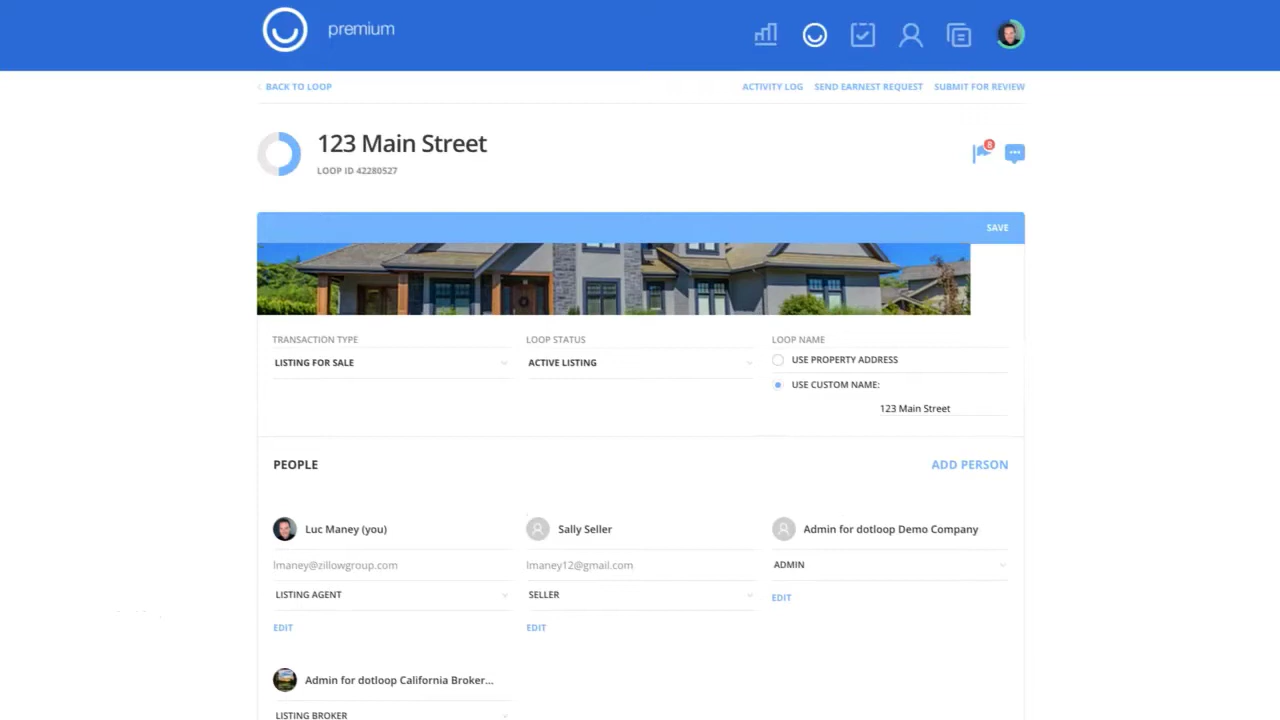 premium
BACK TO LOOP
ACTIVITY LOG SEND EARNEST REQUEST SUBMIT FOR REVIEW
123 Main Street
8
LOOP ID 42280527
SAVE
TRANSACTION TYPE LOOP STATUS LOOP NAME
LISTING FOR SALE ACTIVE LISTING USE PROPERTY ADDRESS
USE CUSTOM NAME:
123 Main Street
PEOPLE ADD PERSON
Luc Maney (you) Sally Seller Admin for dotloop Demo Company
lmaney@zillowgroup.com lmaney12@gmail.com ADMIN
LISTING AGENT SELLER EDIT
EDIT EDIT
Admin for dotloop California Broker...
LISTING BROKER